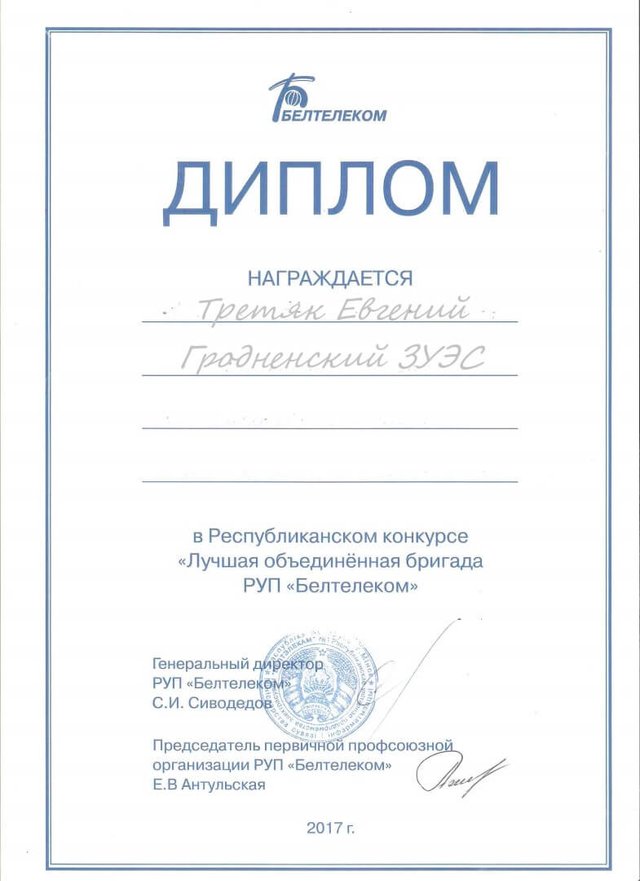 БЕЛТЕЛЕКОМ
ДИПЛОМ
НАГРАЖДАЕТСЯ
Третяк Евгений
Гродненский ЗУЭС
в Республиканском конкурсе
«Лучшая объединённая бригада
РУП «Белтелеком»
Генеральный директор
РУП «Белтелеком»
С.И. Сиводедов
Председатель первичной профсоюзной
организации РУП «Белтелеком»
Е.В Антульская
2017 г.